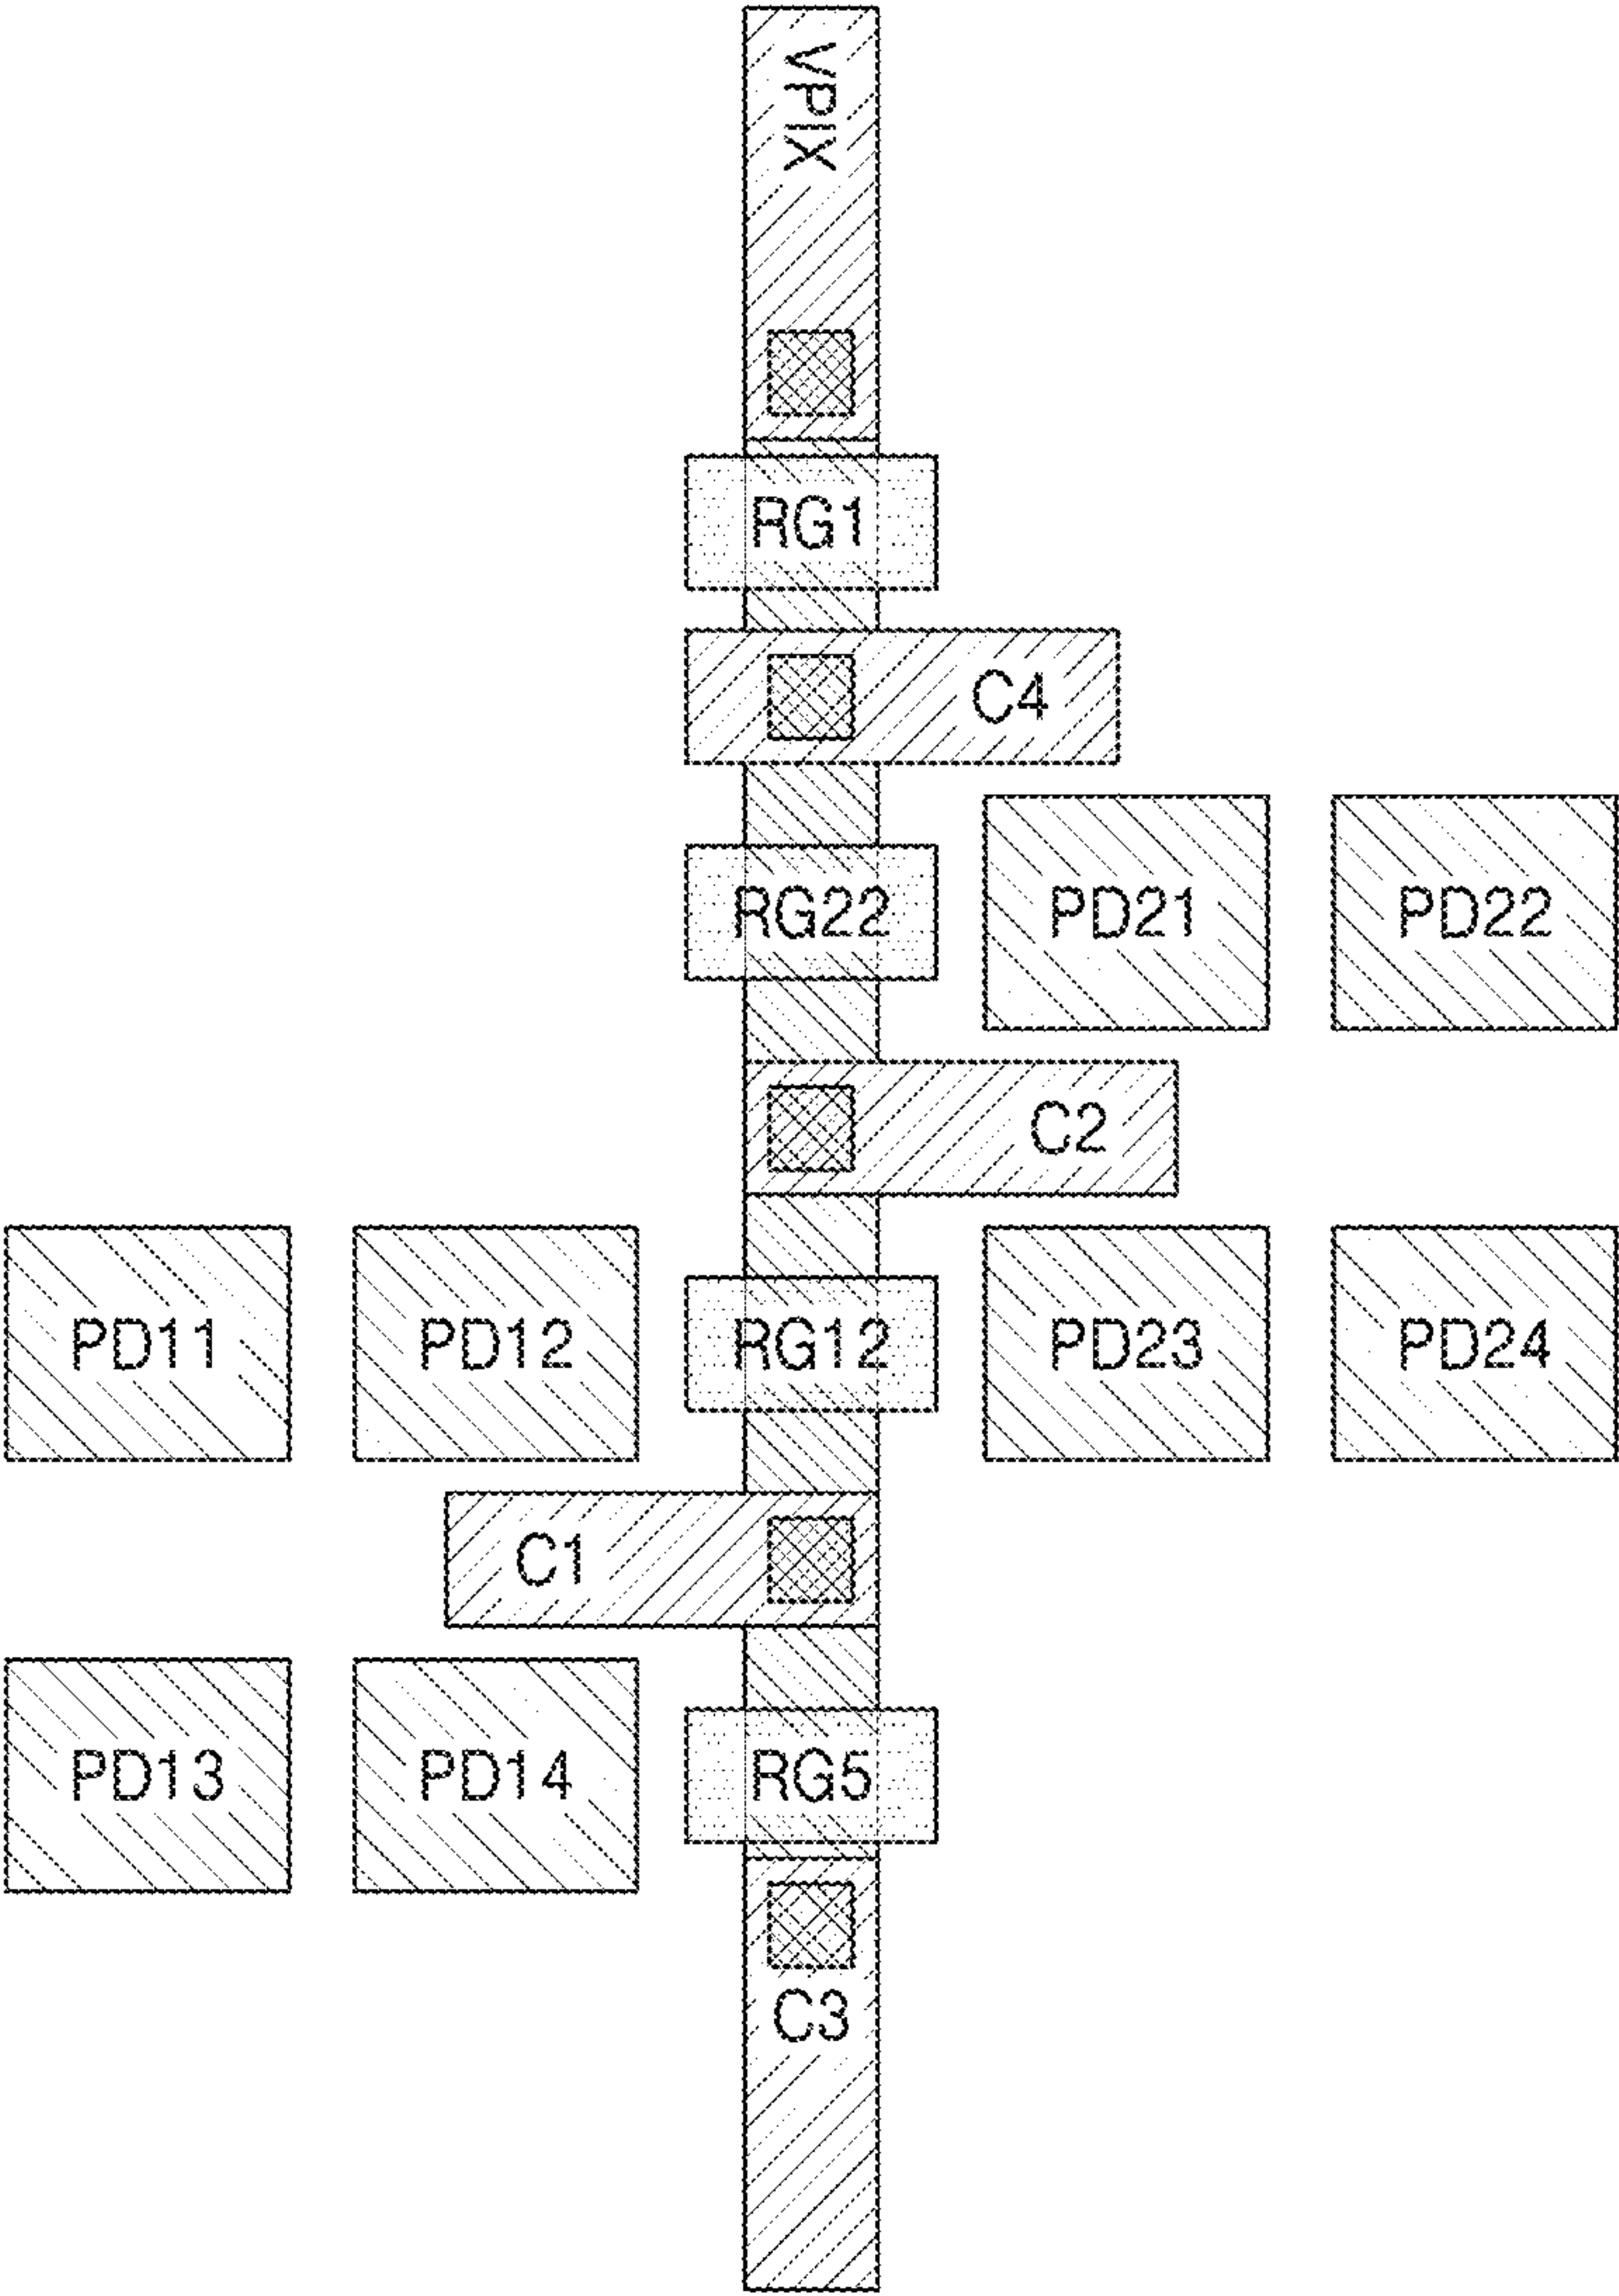 VPIX
RG1
C4
RG22 PD21 PD22
C2
PD11 PD12 RG12 PD23 PD24
C1
PD13 PD14 RG5
C3